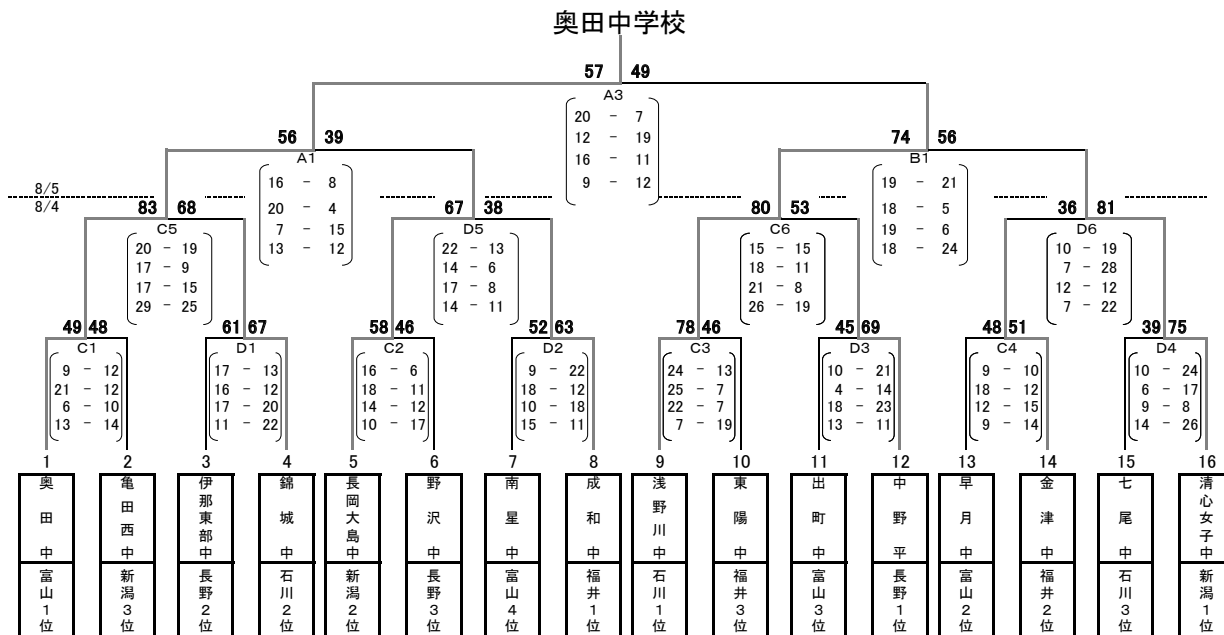 奥田中学校
57 49
A3
20 - 7
12 - 19
16 - 11
9 - 12
56 39
A1
16 - 8
20 - 4
7 - 15
13 - 12
74 56
B1
19 - 21
18 - 5
19 - 6
18 - 24
8/5
8/4
83 68
C5
20 - 19
17 - 9
17 - 15
29 - 25
67 38
D5
22 - 13
14 - 6
17 - 8
14 - 11
80 53
C6
15 - 15
18 - 11
21 - 8
26 - 19
36 81
D6
10 - 19
7 - 28
12 - 12
7 - 22
49 48
C1
9 - 12
21 - 12
6 - 10
13 - 14
61 67
D1
17 - 13
16 - 12
17 - 20
11 - 22
58 46
C2
16 - 6
18 - 11
14 - 12
10 - 17
52 63
D2
9 - 22
18 - 12
10 - 18
15 - 11
78 46
C3
24 - 13
25 - 7
22 - 7
7 - 19
45 69
D3
10 - 21
4 - 14
18 - 23
13 - 11
48 51
C4
9 - 10
18 - 12
12 - 15
9 - 14
39 75
D4
10 - 24
6 - 17
9 - 8
14 - 26
1 2 3 4 5 6 7 8 9 10 11 12 13 14 15 16
奥田中
亀田西中
伊那東部中
錦城中
長岡大島中
野沢中
南星中
成和中
浅野川中
東陽中
出町中
中野平
早月中
金津中
七尾中
清心女子中
富山1位
新潟3位
長野2位
石川2位
新潟2位
長野3位
富山4位
福井1位
石川1位
福井3位
富山3位
長野1位
富山2位
福井2位
石川3位
新潟1位